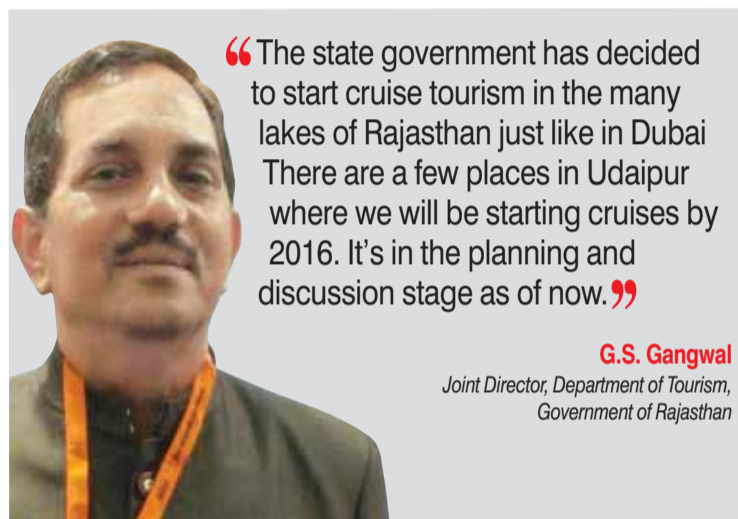 “The state government has decided
to start cruise tourism in the many
lakes of Rajasthan just like in Dubai
There are a few places in Udaipur
where we will be starting cruises by
2016. It’s in the planning and
discussion stage as of now.”
G.S. Gangwal
Joint Director, Department of Tourism,
Government of Rajasthan